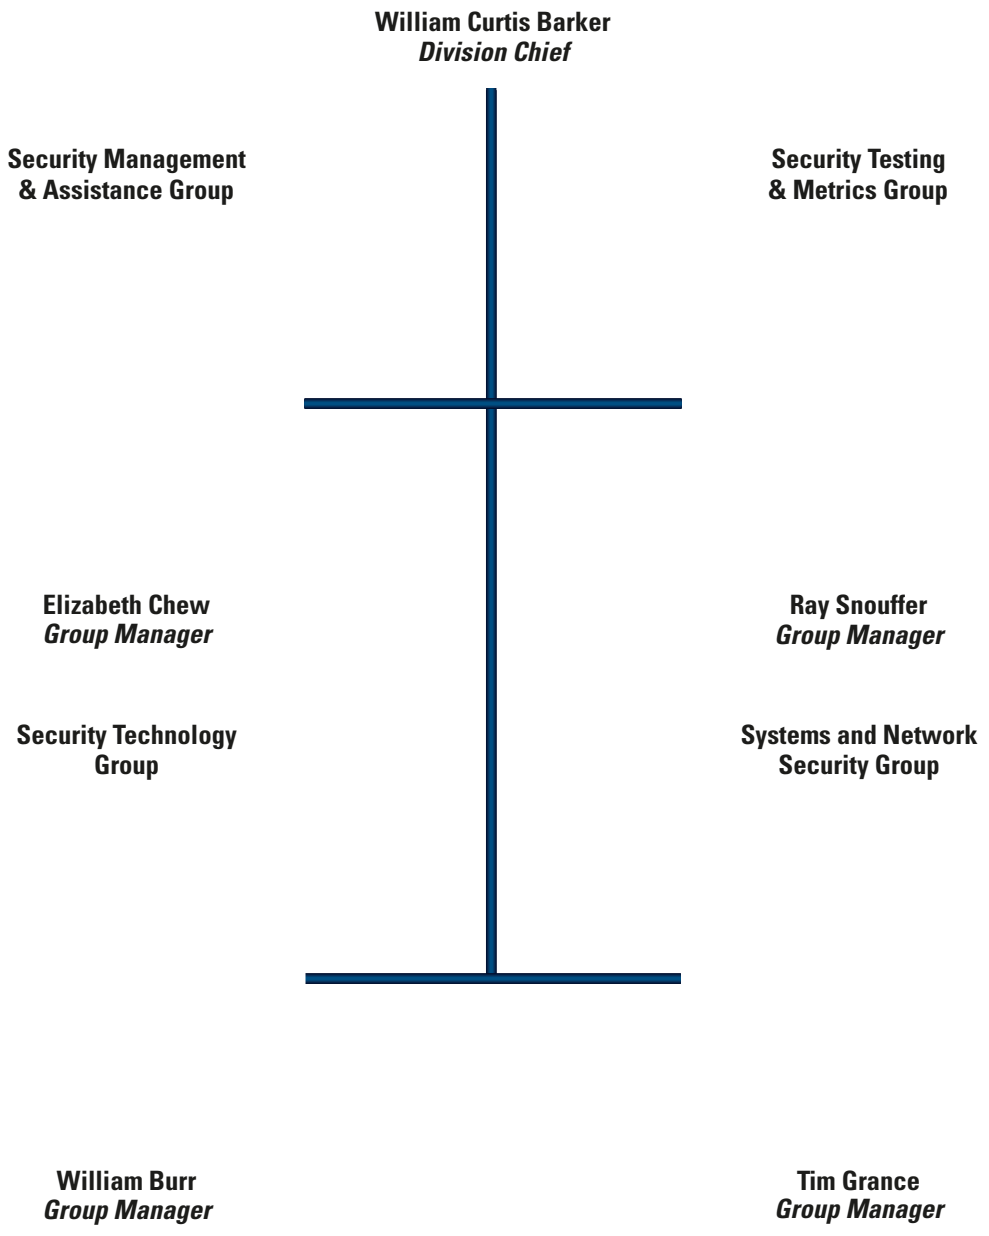 William Curtis Barker
Division Chief
Security Management
& Assistance Group
Security Testing
& Metrics Group
Elizabeth Chew
Group Manager
Ray Snouffer
Group Manager
Security Technology
Group
Systems and Network
Security Group
William Burr
Group Manager
Tim Grance
Group Manager